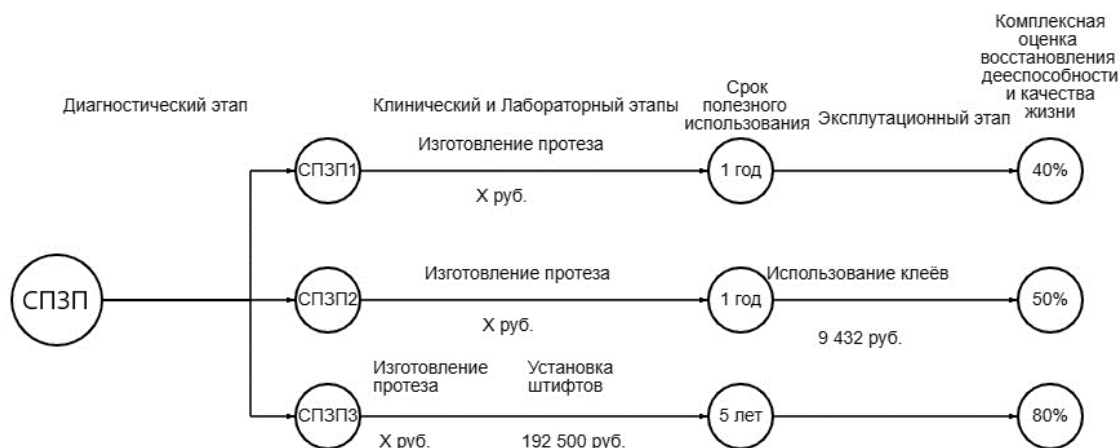 Комплексная
оценка
восстановления
дееспособности
и качества
жизни
Диагностический этап
Клинический и Лабораторный этапы
Срок
полезного
использования
Эксплутационный этап
СПЗП1
Изготовление протеза
X руб.
1 год
40%
СПЗП
СПЗП2
Изготовление протеза
X руб.
1 год
Использование клеёв
9 432 руб.
50%
СПЗП3
Изготовление
протеза
X руб.
Установка
штифтов
192 500 руб.
5 лет
80%